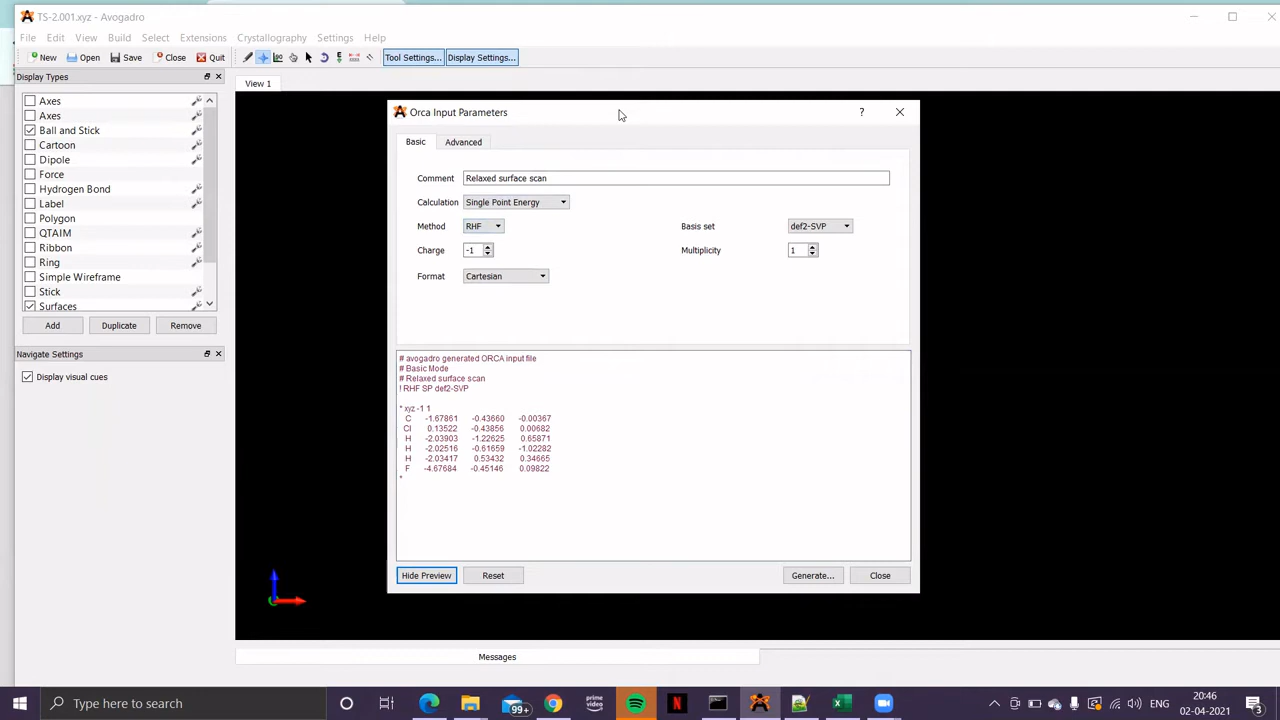 TS-2.001.xyz - Avogadro
File Edit View Build Select Extensions Crystallography Settings Help
New Open Save Close Quit Tool Settings... Display Settings...
Display Types
View 1
Axes
Axes
Ball and Stick
Cartoon
Dipole
Force
Hydrogen Bond
Label
Polygon
QTAIM
Ribbon
Ring
Simple Wireframe
Stick
Surfaces
Add Duplicate Remove
Navigate Settings
Display visual cues
Orca Input Parameters ?
Basic Advanced
Comment Relaxed surface scan
Calculation Single Point Energy
Method RHF Basis set def2-SVP
Charge -1 Multiplicity 1
Format Cartesian
# avogadro generated ORCA input file
# Basic Mode
# Relaxed surface scan
! RHF SP def2-SVP
* xyz -1 1
C -1.67861 -0.43660 -0.00367
Cl 0.13522 -0.43856 0.00682
H -2.03903 -1.22625 0.65871
H -2.02516 -0.61659 -1.02282
H -2.03417 0.53432 0.34665
F -4.67684 -0.45146 0.09822
*
Hide Preview Reset Generate... Close
Messages
Type here to search
99+
prime video
N
ENG
20:46
02-04-2021
3